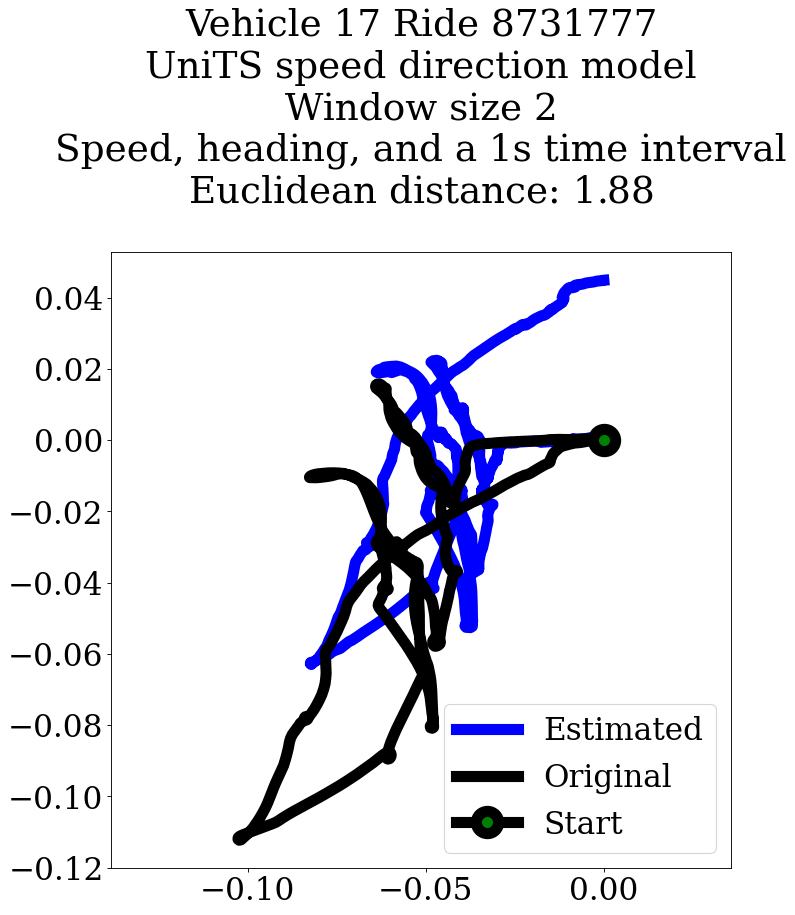 Vehicle 17 Ride 8731777
UniTS speed direction model
Window size 2
Speed, heading, and a 1s time interval
Euclidean distance: 1.88
0.04
0.02
0.00
−0.02
−0.04
−0.06
−0.08
−0.10
−0.12
Estimated
Original
Start
−0.10
−0.05
0.00